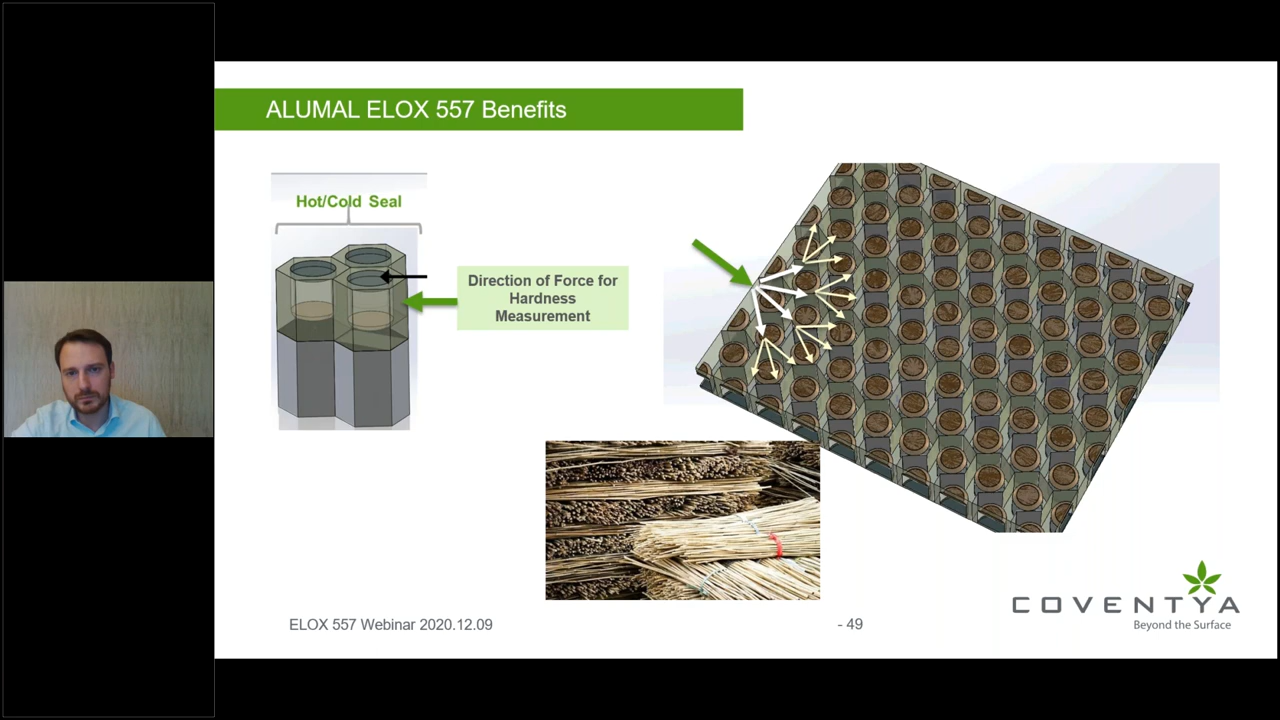 ALUMAL ELOX 557 Benefits
Hot/Cold Seal
Direction of Force for
Hardness
Measurement
ELOX 557 Webinar 2020.12.09
- 49
COVENTYA
Beyond the Surface